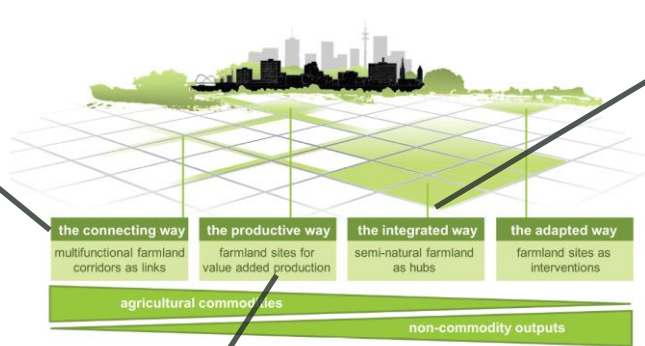 the connecting way
multifunctional farmland
corridors as links
the productive way
farmland sites for
value added production
the integrated way
semi-natural farmland
as hubs
the adapted way
farmland sites as
interventions
agricultural commodities
non-commodity outputs